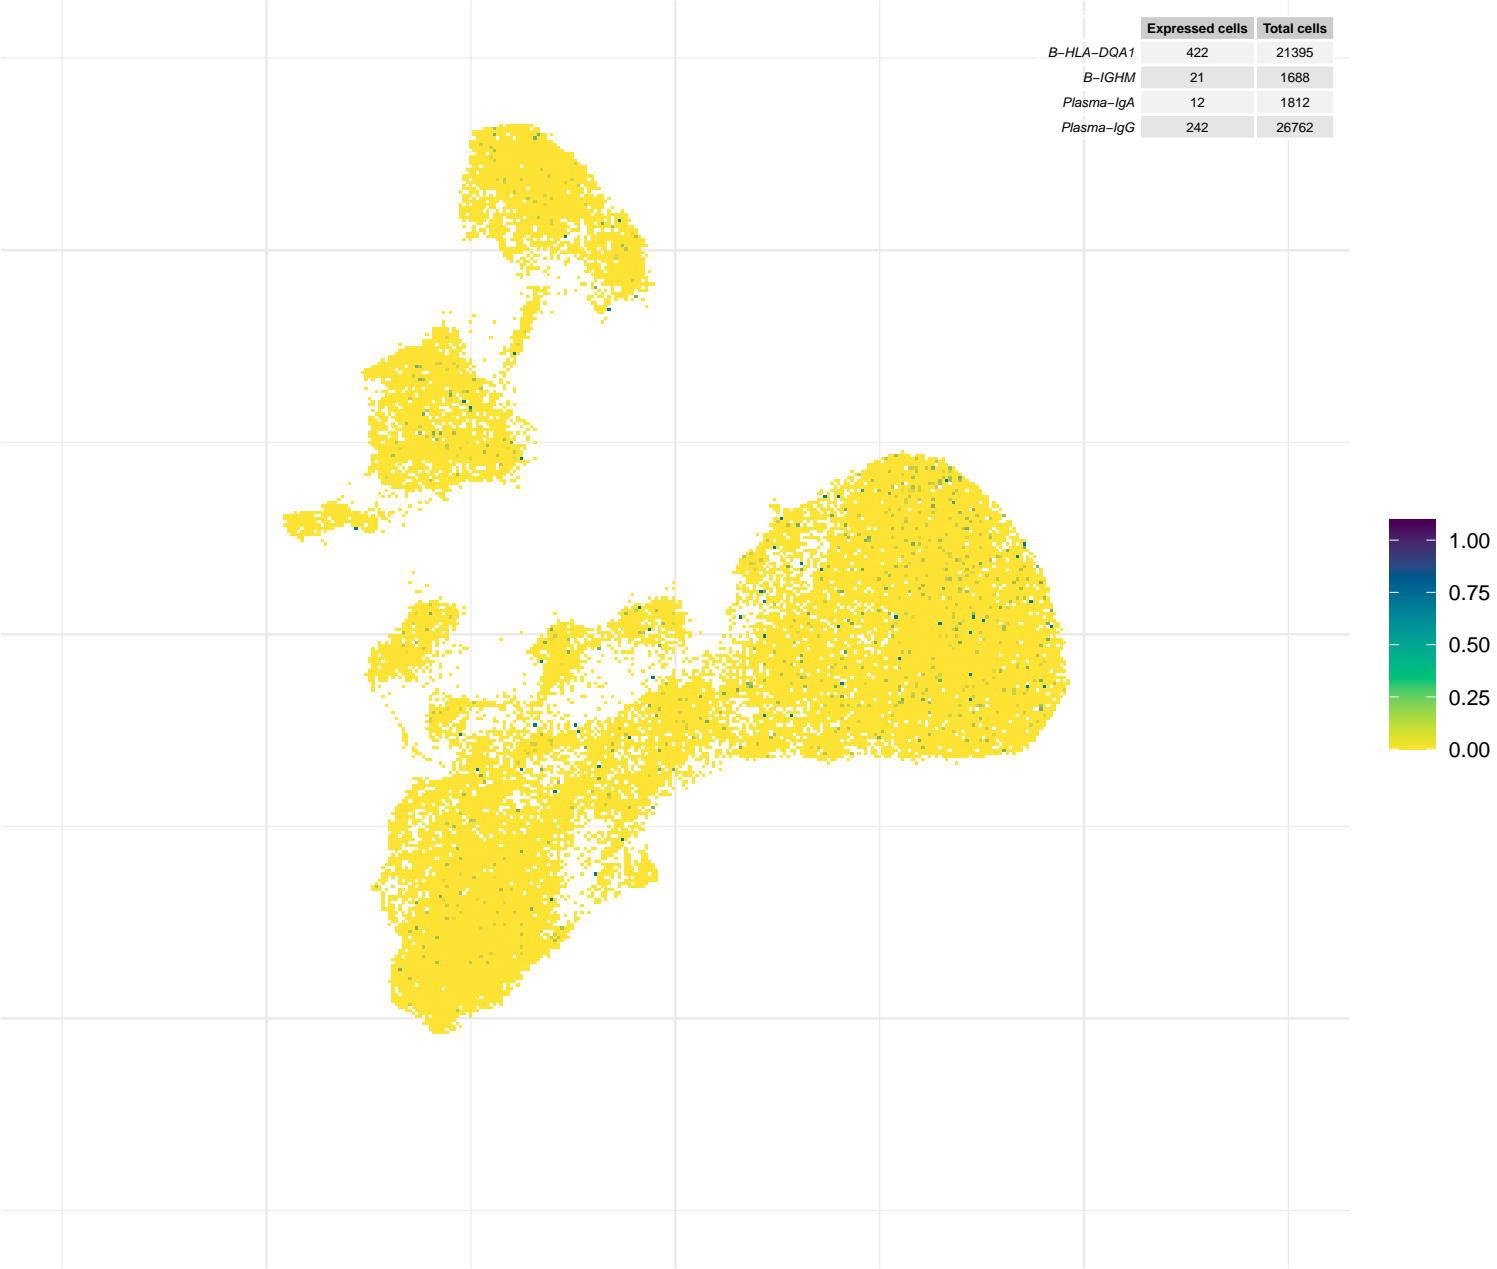 Expressed cells Total cells
B−HLA−DQA1 422 21395
B−IGHM 21 1688
Plasma−IgA 12 1812
Plasma−IgG 242 26762
1.00
0.75
0.50
0.25
0.00